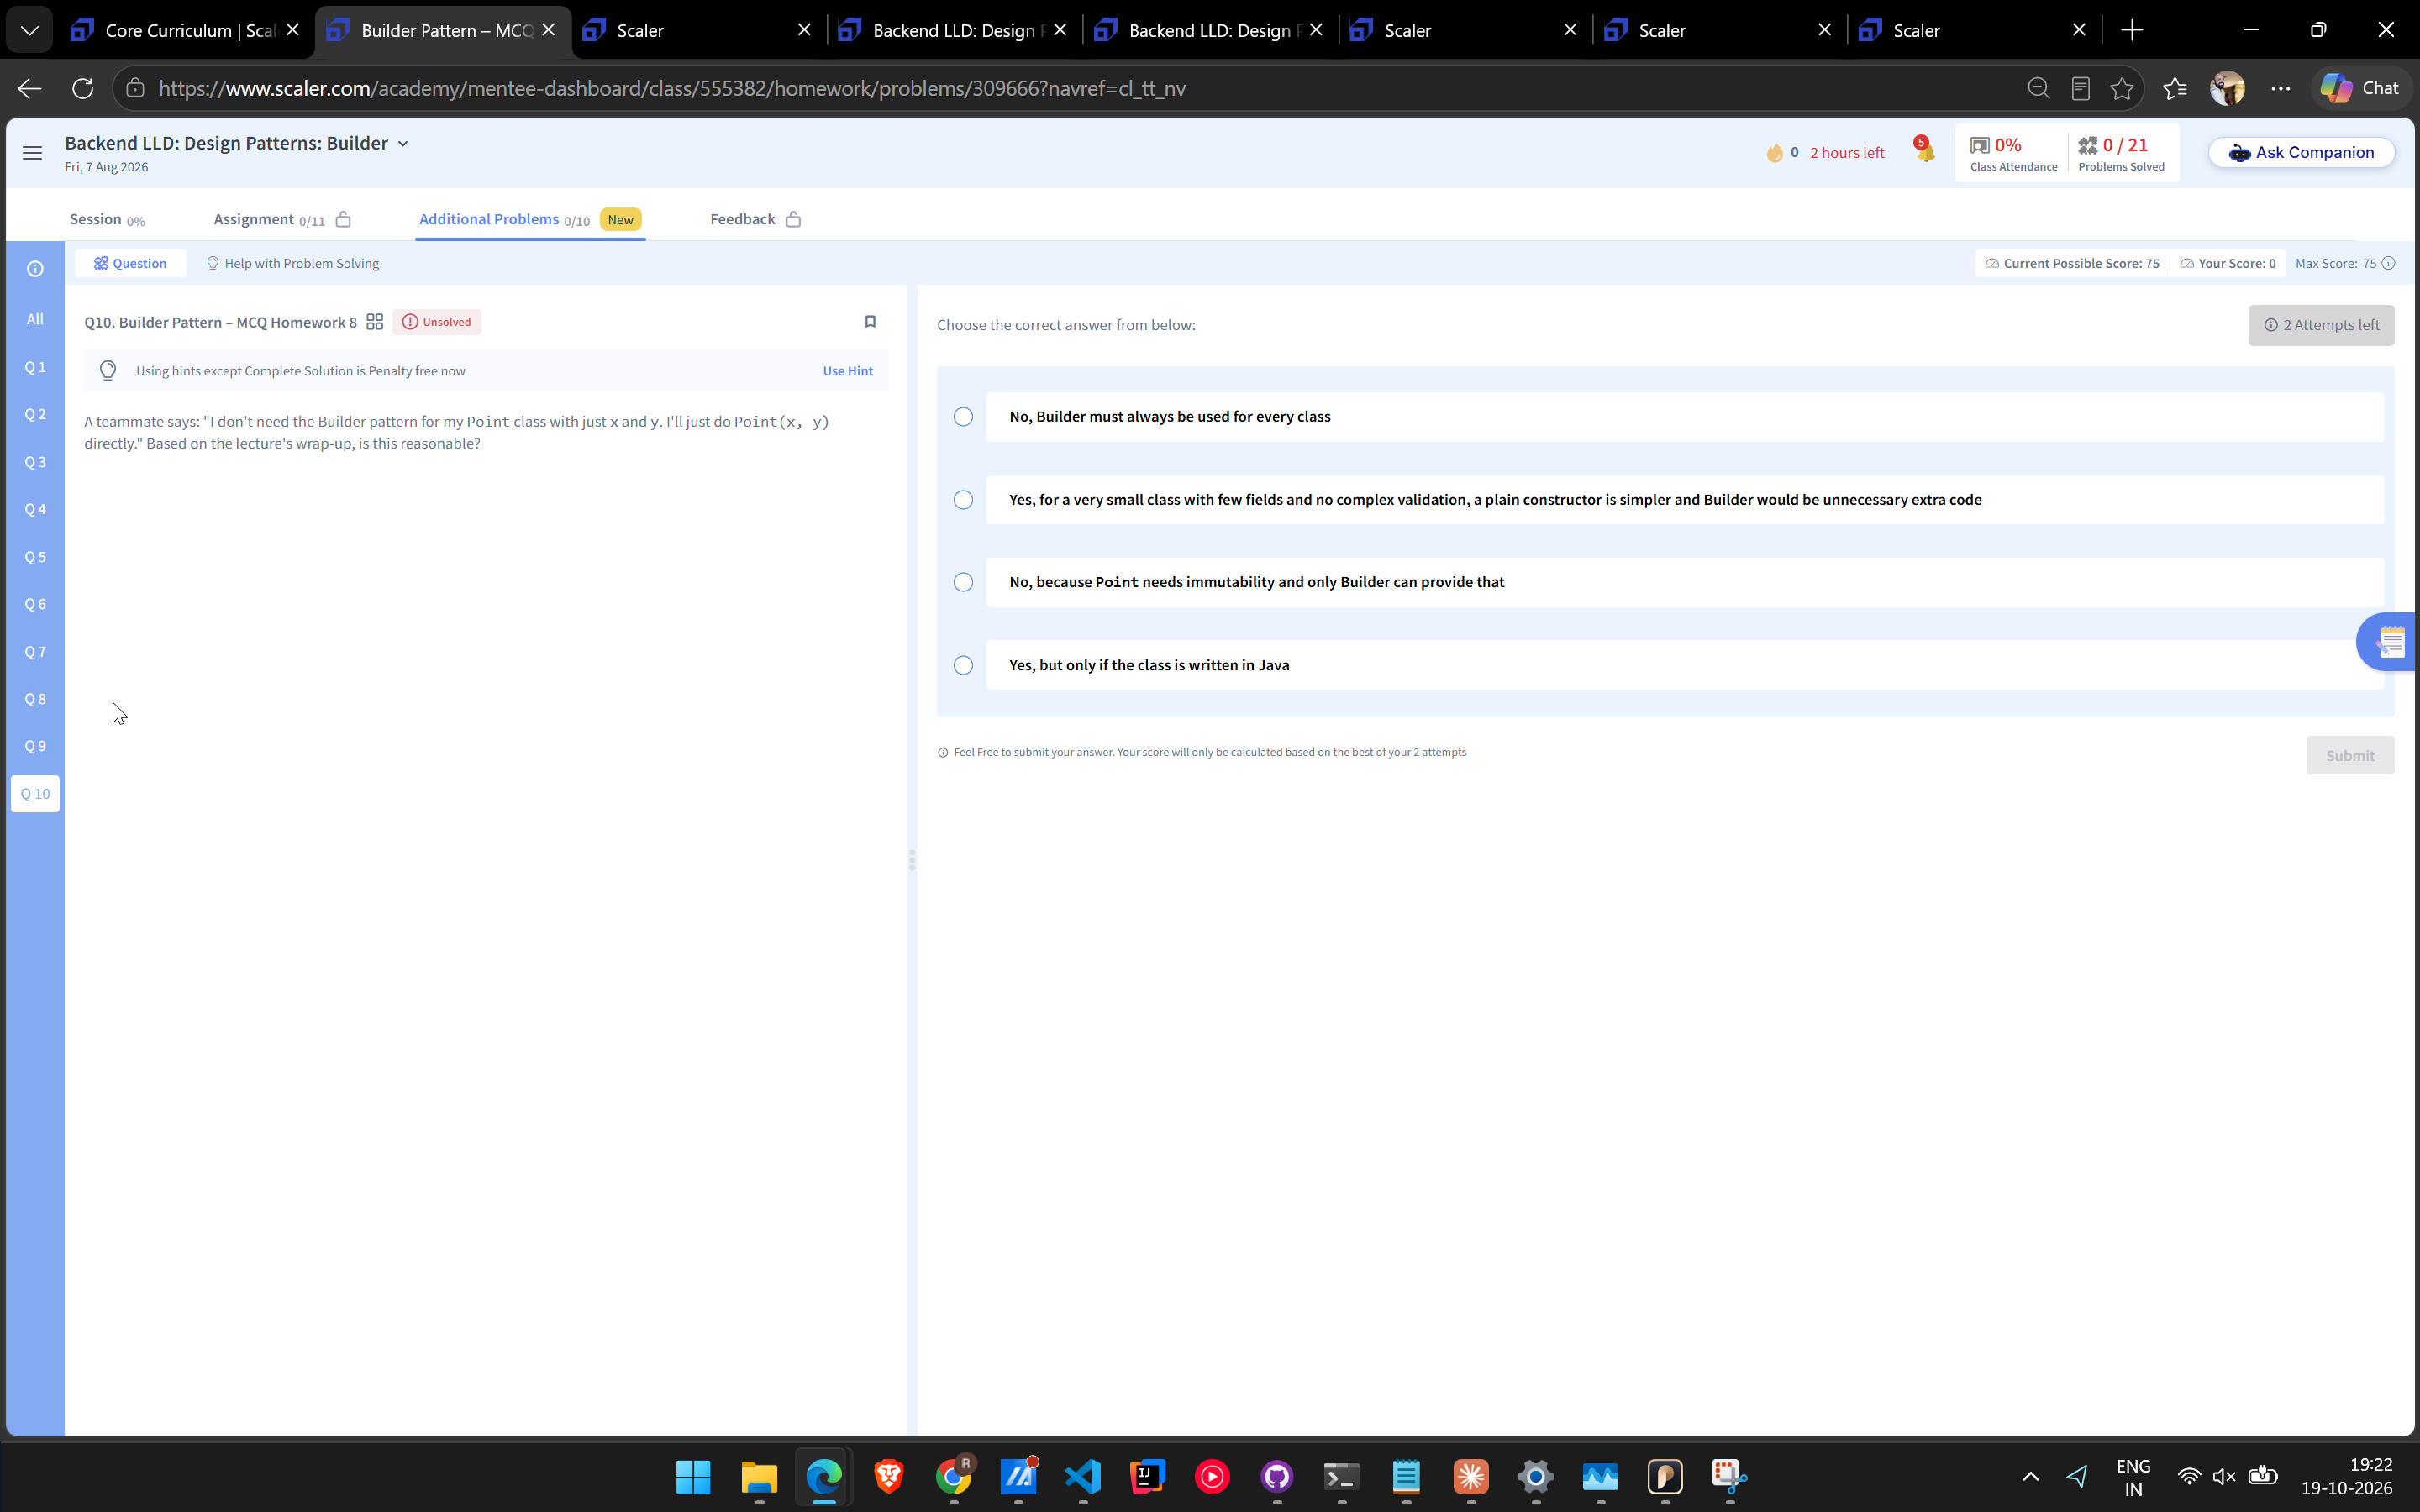 Core Curriculum | Scal
Builder Pattern – MCQ
Scaler
Backend LLD: Design P
Backend LLD: Design P
Scaler
Scaler
Scaler
https://www.scaler.com/academy/mentee-dashboard/class/555382/homework/problems/309666?navref=cl_tt_nv
Chat
Backend LLD: Design Patterns: Builder
Fri, 7 Aug 2026
0 2 hours left
5
0%
Class Attendance
0 / 21
Problems Solved
Ask Companion
Session 0%
Assignment 0/11
Additional Problems 0/10 New
Feedback
Question
Help with Problem Solving
Current Possible Score: 75
Your Score: 0
Max Score: 75
All
Q 1
Q 2
Q 3
Q 4
Q 5
Q 6
Q 7
Q 8
Q 9
Q 10
Q10. Builder Pattern – MCQ Homework 8
Unsolved
Using hints except Complete Solution is Penalty free now
Use Hint
A teammate says: "I don't need the Builder pattern for my Point class with just x and y. I'll just do Point(x, y)
directly." Based on the lecture's wrap-up, is this reasonable?
Choose the correct answer from below:
2 Attempts left
No, Builder must always be used for every class
Yes, for a very small class with few fields and no complex validation, a plain constructor is simpler and Builder would be unnecessary extra code
No, because Point needs immutability and only Builder can provide that
Yes, but only if the class is written in Java
Feel Free to submit your answer. Your score will only be calculated based on the best of your 2 attempts
Submit
R
IJ
ENG
IN
19:22
19-10-2026